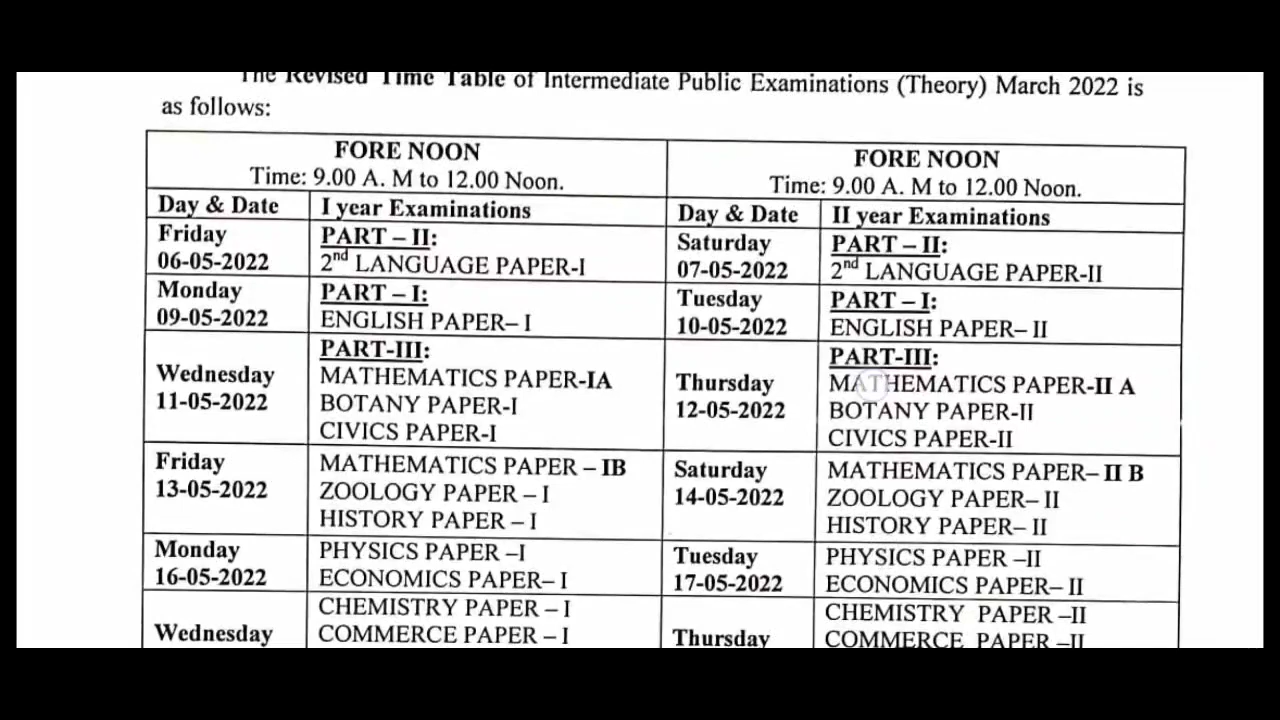 The Revised Time Table of Intermediate Public Examinations (Theory) March 2022 is
as follows:
FORE NOON
Time: 9.00 A. M to 12.00 Noon.
FORE NOON
Time: 9.00 A. M to 12.00 Noon.
Day & Date
I year Examinations
Day & Date
II year Examinations
Friday
06-05-2022
PART – II:
2nd LANGUAGE PAPER-I
Saturday
07-05-2022
PART – II:
2nd LANGUAGE PAPER-II
Monday
09-05-2022
PART – I:
ENGLISH PAPER– I
Tuesday
10-05-2022
PART – I:
ENGLISH PAPER– II
Wednesday
11-05-2022
PART-III:
MATHEMATICS PAPER-IA
BOTANY PAPER-I
CIVICS PAPER-I
Thursday
12-05-2022
PART-III:
MATHEMATICS PAPER-II A
BOTANY PAPER-II
CIVICS PAPER-II
Friday
13-05-2022
MATHEMATICS PAPER – IB
ZOOLOGY PAPER – I
HISTORY PAPER – I
Saturday
14-05-2022
MATHEMATICS PAPER– II B
ZOOLOGY PAPER– II
HISTORY PAPER– II
Monday
16-05-2022
PHYSICS PAPER –I
ECONOMICS PAPER– I
Tuesday
17-05-2022
PHYSICS PAPER –II
ECONOMICS PAPER– II
Wednesday
CHEMISTRY PAPER – I
COMMERCE PAPER – I
Thursday
CHEMISTRY PAPER –II
COMMERCE PAPER –II